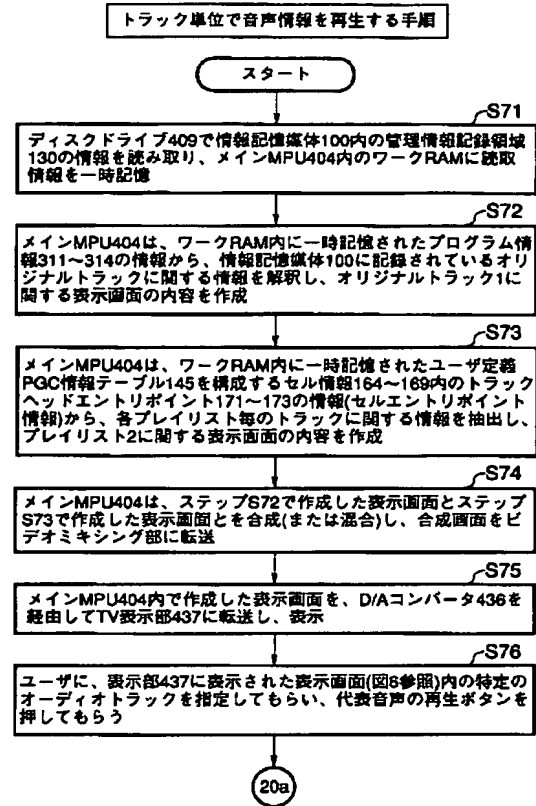 トラック単位で音声情報を再生する手順
スタート
S71
ディスクドライブ409で情報記憶媒体100内の管理情報記録領域
130の情報を読み取り、メインMPU404内のワークRAMに読取
情報を一時記憶
S72
メインMPU404は、ワークRAM内に一時記憶されたプログラム情
報311〜314の情報から、情報記憶媒体100に記録されているオリ
ジナルトラックに関する情報を解釈し、オリジナルトラック1に
関する表示画面の内容を作成
S73
メインMPU404は、ワークRAM内に一時記憶されたユーザ定義
PGC情報テーブル145を構成するセル情報164〜169内のトラック
ヘッドエントリポイント171〜173の情報(セルエントリポイント
情報)から、各プレイリスト毎のトラックに関する情報を抽出し、
プレイリスト2に関する表示画面の内容を作成
S74
メインMPU404は、ステップS72で作成した表示画面とステップ
S73で作成した表示画面とを合成(または混合)し、合成画面をビ
デオミキシング部に転送
S75
メインMPU404内で作成した表示画面を、D/Aコンバータ436を
経由してTV表示部437に転送し、表示
S76
ユーザに、表示部437に表示された表示画面(図6参照)内の特定の
オーディオトラックを指定してもらい、代表音声の再生ボタンを
押してもらう
20a